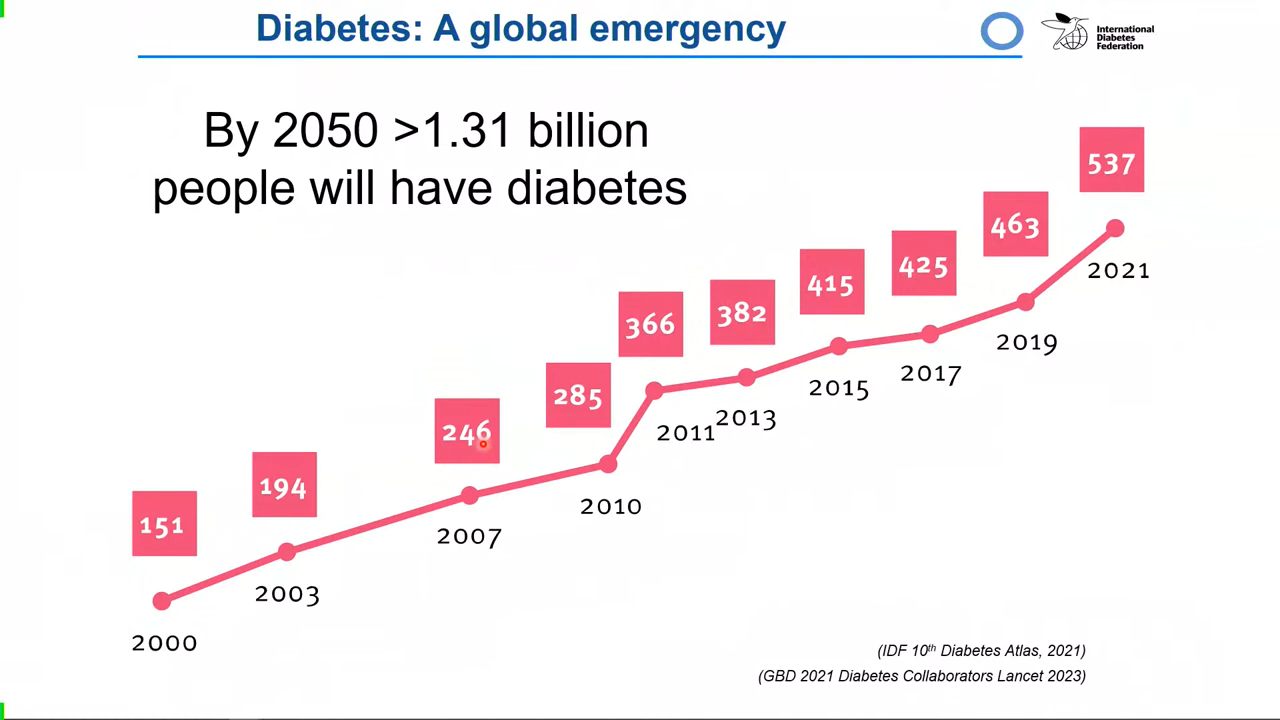 Diabetes: A global emergency
International
Diabetes
Federation
By 2050 >1.31 billion
people will have diabetes
537
463
425
415
382
366
285
246
194
151
2021
2019
2017
2015
2013
2011
2010
2007
2003
2000
(IDF 10th Diabetes Atlas, 2021)
(GBD 2021 Diabetes Collaborators Lancet 2023)